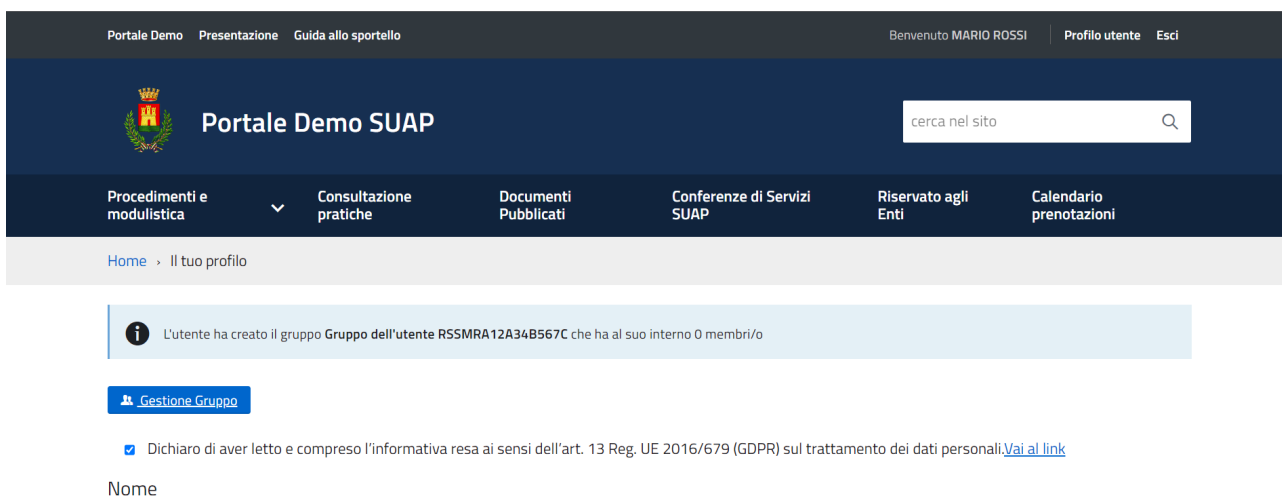 Portale Demo Presentazione Guida allo sportello Benvenuto MARIO ROSSI Profilo utente Esci
Portale Demo SUAP
cerca nel sito
Procedimenti e modulistica
Consultazione pratiche
Documenti Pubblicati
Conferenze di Servizi SUAP
Riservato agli Enti
Calendario prenotazioni
Home › Il tuo profilo
L'utente ha creato il gruppo Gruppo dell'utente RSSMRA12A34B567C che ha al suo interno 0 membri/o
Gestione Gruppo
Dichiaro di aver letto e compreso l’informativa resa ai sensi dell’art. 13 Reg. UE 2016/679 (GDPR) sul trattamento dei dati personali.Vai al link
Nome